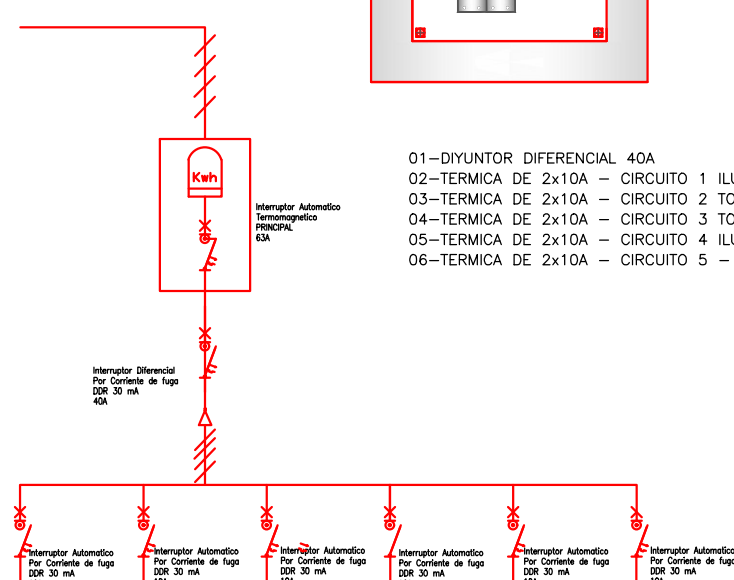 Kwh
Interruptor Automatico
Termomagnetico
PRINCIPAL
63A
01-DIYUNTOR DIFERENCIAL 40A
02-TERMICA DE 2x10A - CIRCUITO 1
03-TERMICA DE 2x10A - CIRCUITO 2
04-TERMICA DE 2x10A - CIRCUITO 3
05-TERMICA DE 2x10A - CIRCUITO 4
06-TERMICA DE 2x10A - CIRCUITO 5 -
Interruptor Diferencial
Por Corriente de fuga
DDR 30 mA
40A
Interruptor Automatico
Por Corriente de fuga
DDR 30 mA
Interruptor Automatico
Por Corriente de fuga
DDR 30 mA
Interruptor Automatico
Por Corriente de fuga
DDR 30 mA
Interruptor Automatico
Por Corriente de fuga
DDR 30 mA
Interruptor Automatico
Por Corriente de fuga
DDR 30 mA
Interruptor Automatico
Por Corriente de fuga
DDR 30 mA